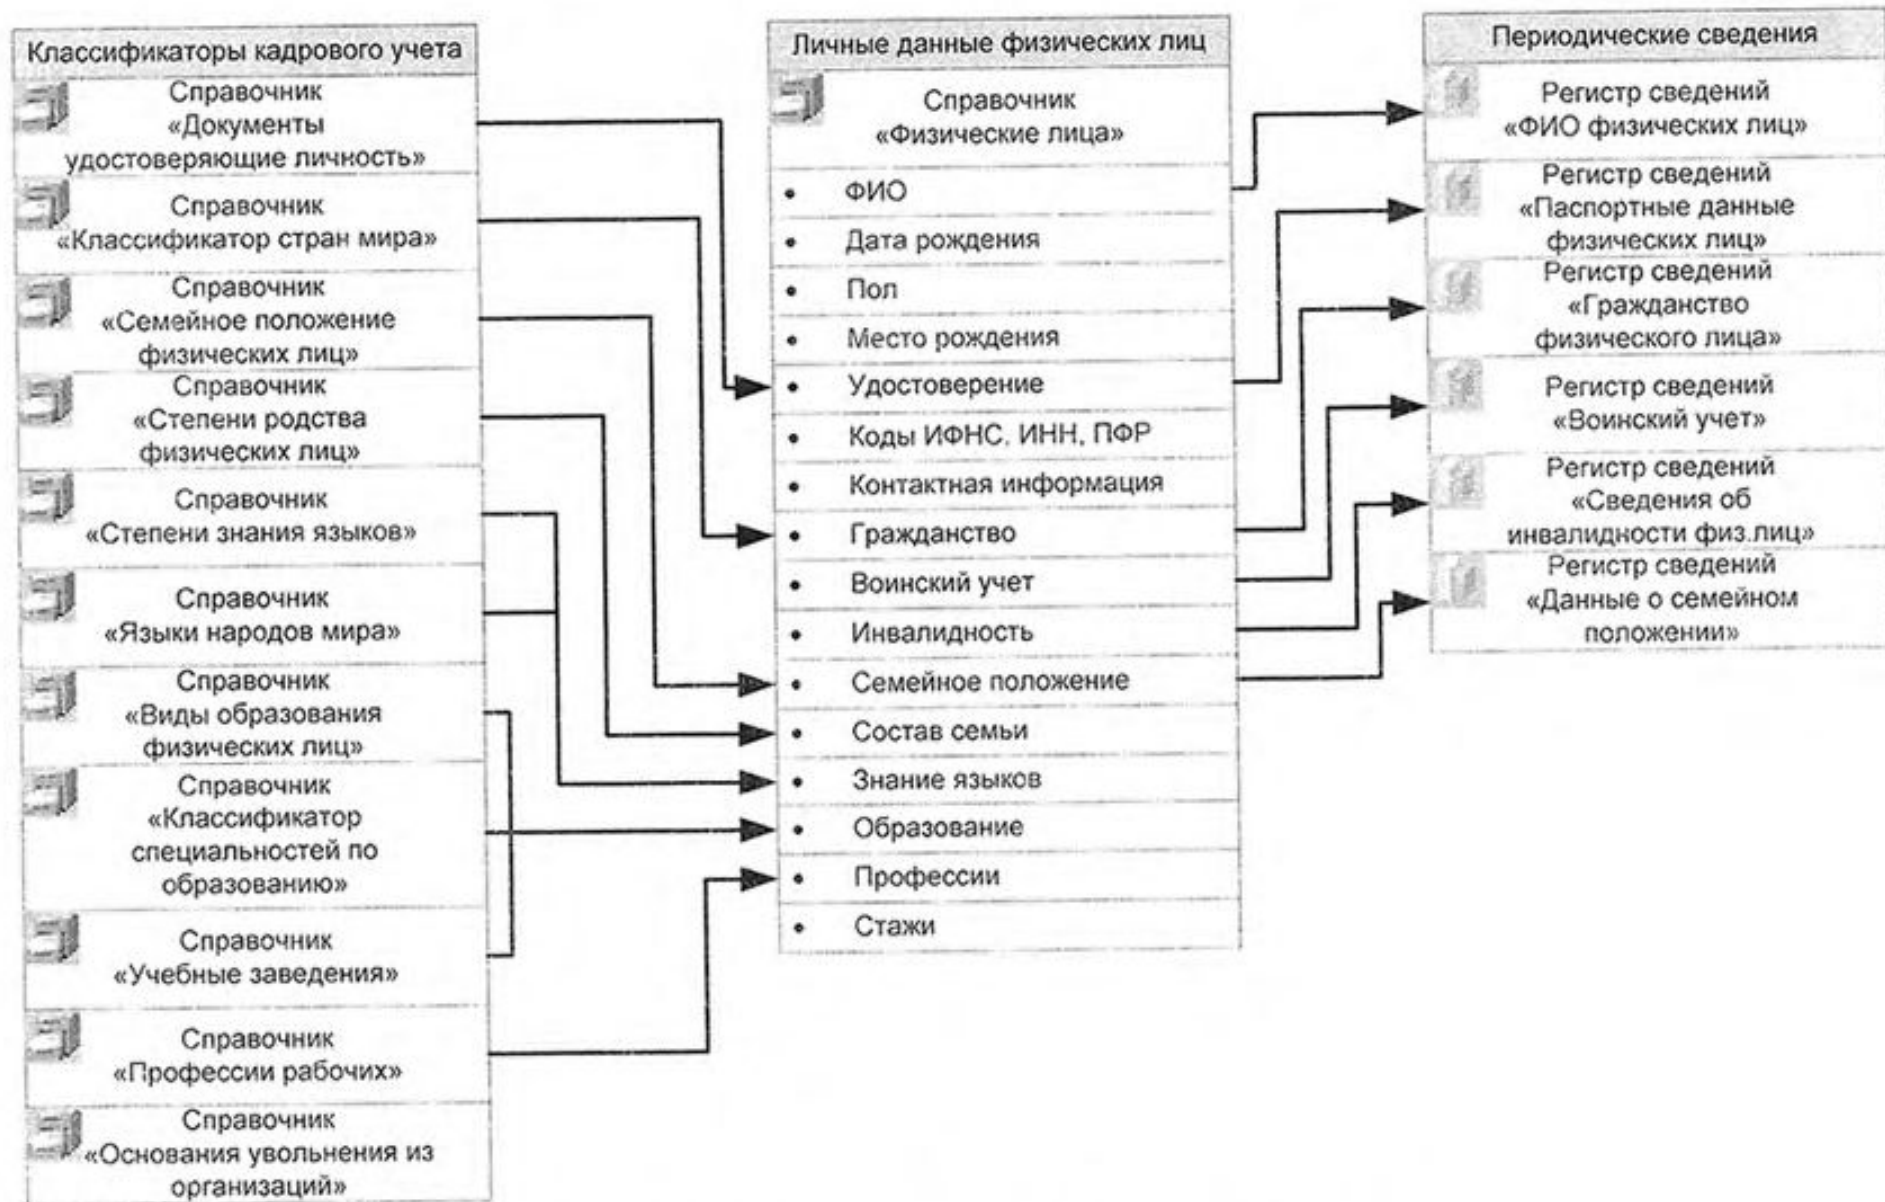 Классификаторы кадрового учета
Справочник
«Документы
удостоверяющие личность»
Справочник
«Классификатор стран мира»
Справочник
«Семейное положение
физических лиц»
Справочник
«Степени родства
физических лиц»
Справочник
«Степени знания языков»
Справочник
«Языки народов мира»
Справочник
«Виды образования
физических лиц»
Справочник
«Классификатор
специальностей по
образованию»
Справочник
«Учебные заведения»
Справочник
«Профессии рабочих»
Справочник
«Основания увольнения из
организаций»
Личные данные физических лиц
Справочник
«Физические лица»
• ФИО
• Дата рождения
• Пол
• Место рождения
• Удостоверение
• Коды ИФНС, ИНН, ПФР
• Контактная информация
• Гражданство
• Воинский учет
• Инвалидность
• Семейное положение
• Состав семьи
• Знание языков
• Образование
• Профессии
• Стажи
Периодические сведения
Регистр сведений
«ФИО физических лиц»
Регистр сведений
«Паспортные данные
физических лиц»
Регистр сведений
«Гражданство
физического лица»
Регистр сведений
«Воинский учет»
Регистр сведений
«Сведения об
инвалидности физ.лиц»
Регистр сведений
«Данные о семейном
положении»